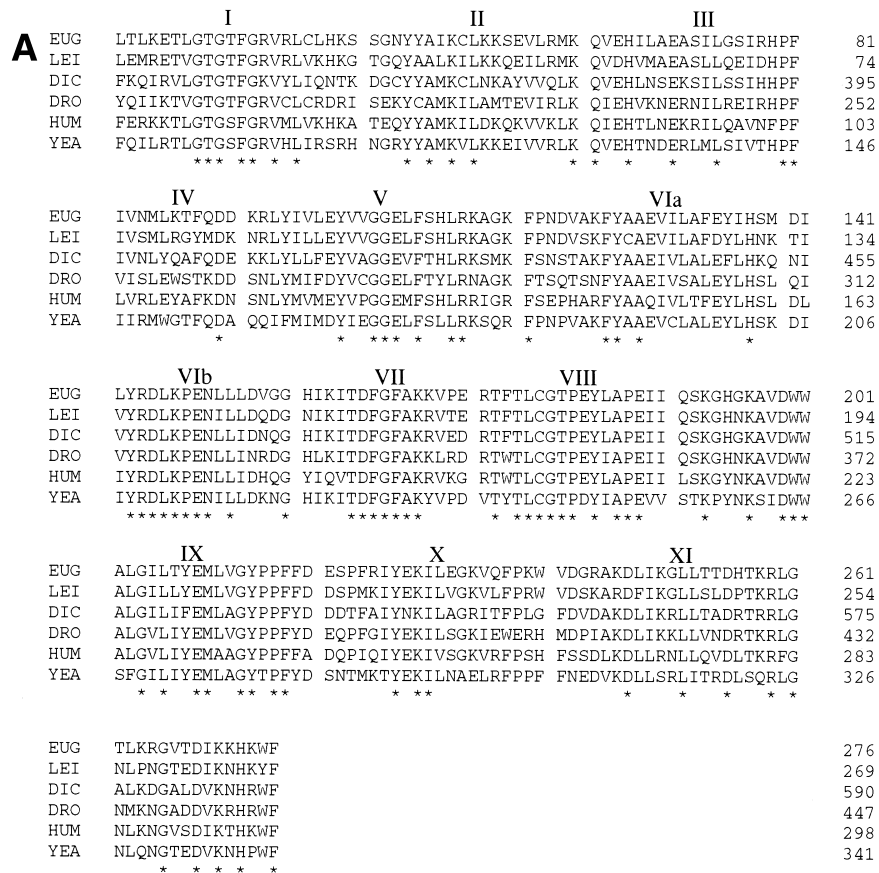 A
I II III
EUG LTLKETLGTGTFGRVRLCLHKS SGNYYAIKCLKKSEVLRMK QVEHILAEASILGSIRHPF 81
LEI LEMRETVGTGTFGRVRLVKHKG TGQYAALKILKKQEILRMK QVDHVMAEASLLQEIDHPF 74
DIC FKQIRVLGTGTFGKVYLIQNTK DGCYYAMKCLNKAYVVQLK QVEHLNSEKSILSSIHHPF 395
DRO YQIIKTVGTGTFGRVCLCRDRI SEKYCAMKILAMTEVIRLK QIEHVKNERNILREIRHPF 252
HUM FERKKTLGTGSFGRVMLVKHKA TEQYYAMKILDKQKVVKLK QIEHTLNEKRILQAVNFPF 103
YEA FQILRTLGTGSFGRVHLIRSRH NGRYYAMKVLKKEIVVRLK QVEHTNDERLMLSIVTHPF 146
*** ** * * * * * * * * * * * **
IV V VIa
EUG IVNMLKTFQDD KRLYIVLEYVVGGELFSHLRKAGK FPNDVAKFYAAEVILAFEYIHSM DI 141
LEI IVSMLRGYMDK NRLYILLEYVVGGEVFTHLRKAGK FPNDVSKFYCAEVILAFDYLHNK TI 134
DIC IVNLYQAFQDE KKLYLLFEYVAGGEVFTHLRKSMK FSNSTAKFYAAEIVLALEFLHKQ NI 455
DRO VISLEWSTKDD SNLYMIFDYVCGGELFTYLRNAGK FTSQTSNFYAAEIVSALEYLHSL QI 312
HUM LVRLEYAFKDN SNLYMVMEYVPGGEMFSHLRRIGR FSEPHARFYAAQIVLTFEYLHSL DL 163
YEA IIRMWGTFQDA QQIFMIMDYIEGGELFSLLRKSQR FPNPVAKFYAAEVCLALEYLHSK DI 206
* * *** * ** * ** * *
VIb VII VIII
EUG LYRDLKPENLLLDVGG HIKITDFGFAKKVPE RTFTLCGTPEYLAPEII QSKGHGKAVDWW 201
LEI VYRDLKPENILLDQDG NIKITDFGFAKRVTE RTFTLCGTPEYLAPEII QSKGHNKAVDWW 194
DIC VYRDLKPENLLIDNQG HIKITDFGFAKRVED RTFTLCGTPEYLAPEII QSKGHGKAVDWW 515
DRO VYRDLKPENLLINRDG HLKITDFGFAKKLRD RTWTLCGTPEYLAPEII QSKGHNKAVDWW 372
HUM IYRDLKPENLLIDHQG YIQVTDFGFAKRVKG RTWTLCGTPEYLAPEII LSKGYNKAVDWW 223
YEA IYRDLKPENILLDKNG HIKITDFGFAKYVPD VTYTLCGTPDYIAPEVV STKPYNKSIDWW 266
******** * * ******* * ****** * *** * * ***
IX X XI
EUG ALGILTYEMLVGYPPFFD ESPFRIYEKILEGKVQFPKW VDGRAKDLIKGLLTTDHTKRLG 261
LEI ALGILLYEMLVGYPPFFD DSPMKIYEKILVGKVLFPRW VDSKARDFIKGLLSLDPTKRLG 254
DIC ALGILIFEMLAGYPPFYD DDTFAIYNKILAGRITFPLG FDVDAKDLIKRLLTADRTRRLG 575
DRO ALGVLIYEMLVGYPPFYD EQPFGIYEKILSGKIEWERH MDPIAKDLIKKLLVNDRTKRLG 432
HUM ALGVLIYEMAAGYPPFFA DQPIQIYEKIVSGKVRFPSH FSSDLKDLLRNLLQVDLTKRFG 283
YEA SFGILIYEMLAGYTPFYD SNTMKTYEKILNAELRFPPF FNEDVKDLLSRLITRDLSQRLG 326
* * ** ** ** * ** * * * * *
EUG TLKRGVTDIKKHKWF 276
LEI NLPNGTEDIKNHKYF 269
DIC ALKDGALDVKNHRWF 590
DRO NMKNGADDVKRHRWF 447
HUM NLKNGVSDIKTHKWF 298
YEA NLQNGTEDVKNHPWF 341
* * * * *